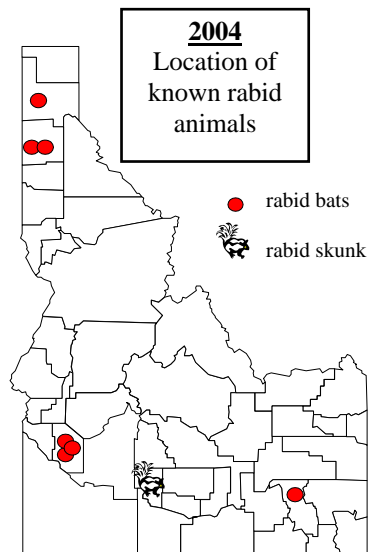 2004
Location of
known rabid
animals
rabid bats
rabid skunk